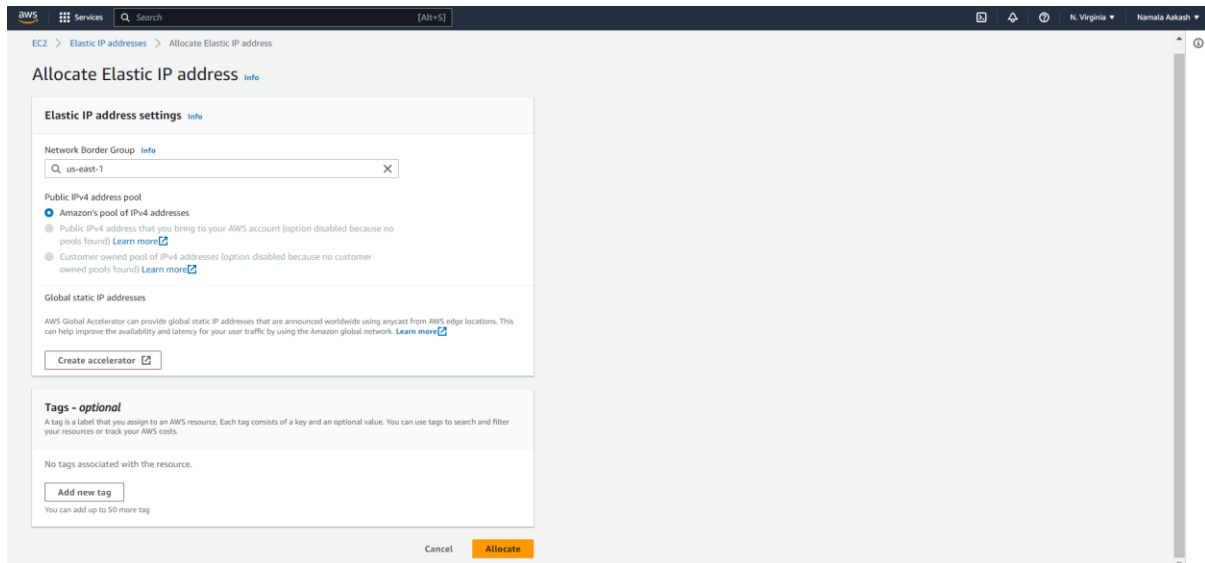 aws
Services
Search
[Alt+S]
N. Virginia
Namala Aakash
EC2 > Elastic IP addresses > Allocate Elastic IP address
Allocate Elastic IP address Info
Elastic IP address settings Info
Network Border Group Info
us-east-1
Public IPv4 address pool
Amazon's pool of IPv4 addresses
Public IPv4 address that you bring to your AWS account (option disabled because no
pools found) Learn more
Customer owned pool of IPv4 addresses (option disabled because no customer
owned pools found) Learn more
Global static IP addresses
AWS Global Accelerator can provide global static IP addresses that are announced worldwide using anycast from AWS edge locations. This
can help improve the availability and latency for your user traffic by using the Amazon global network. Learn more
Create accelerator
Tags - optional
A tag is a label that you assign to an AWS resource. Each tag consists of a key and an optional value. You can use tags to search and filter
your resources or track your AWS costs.
No tags associated with the resource.
Add new tag
You can add up to 50 more tag
Cancel
Allocate